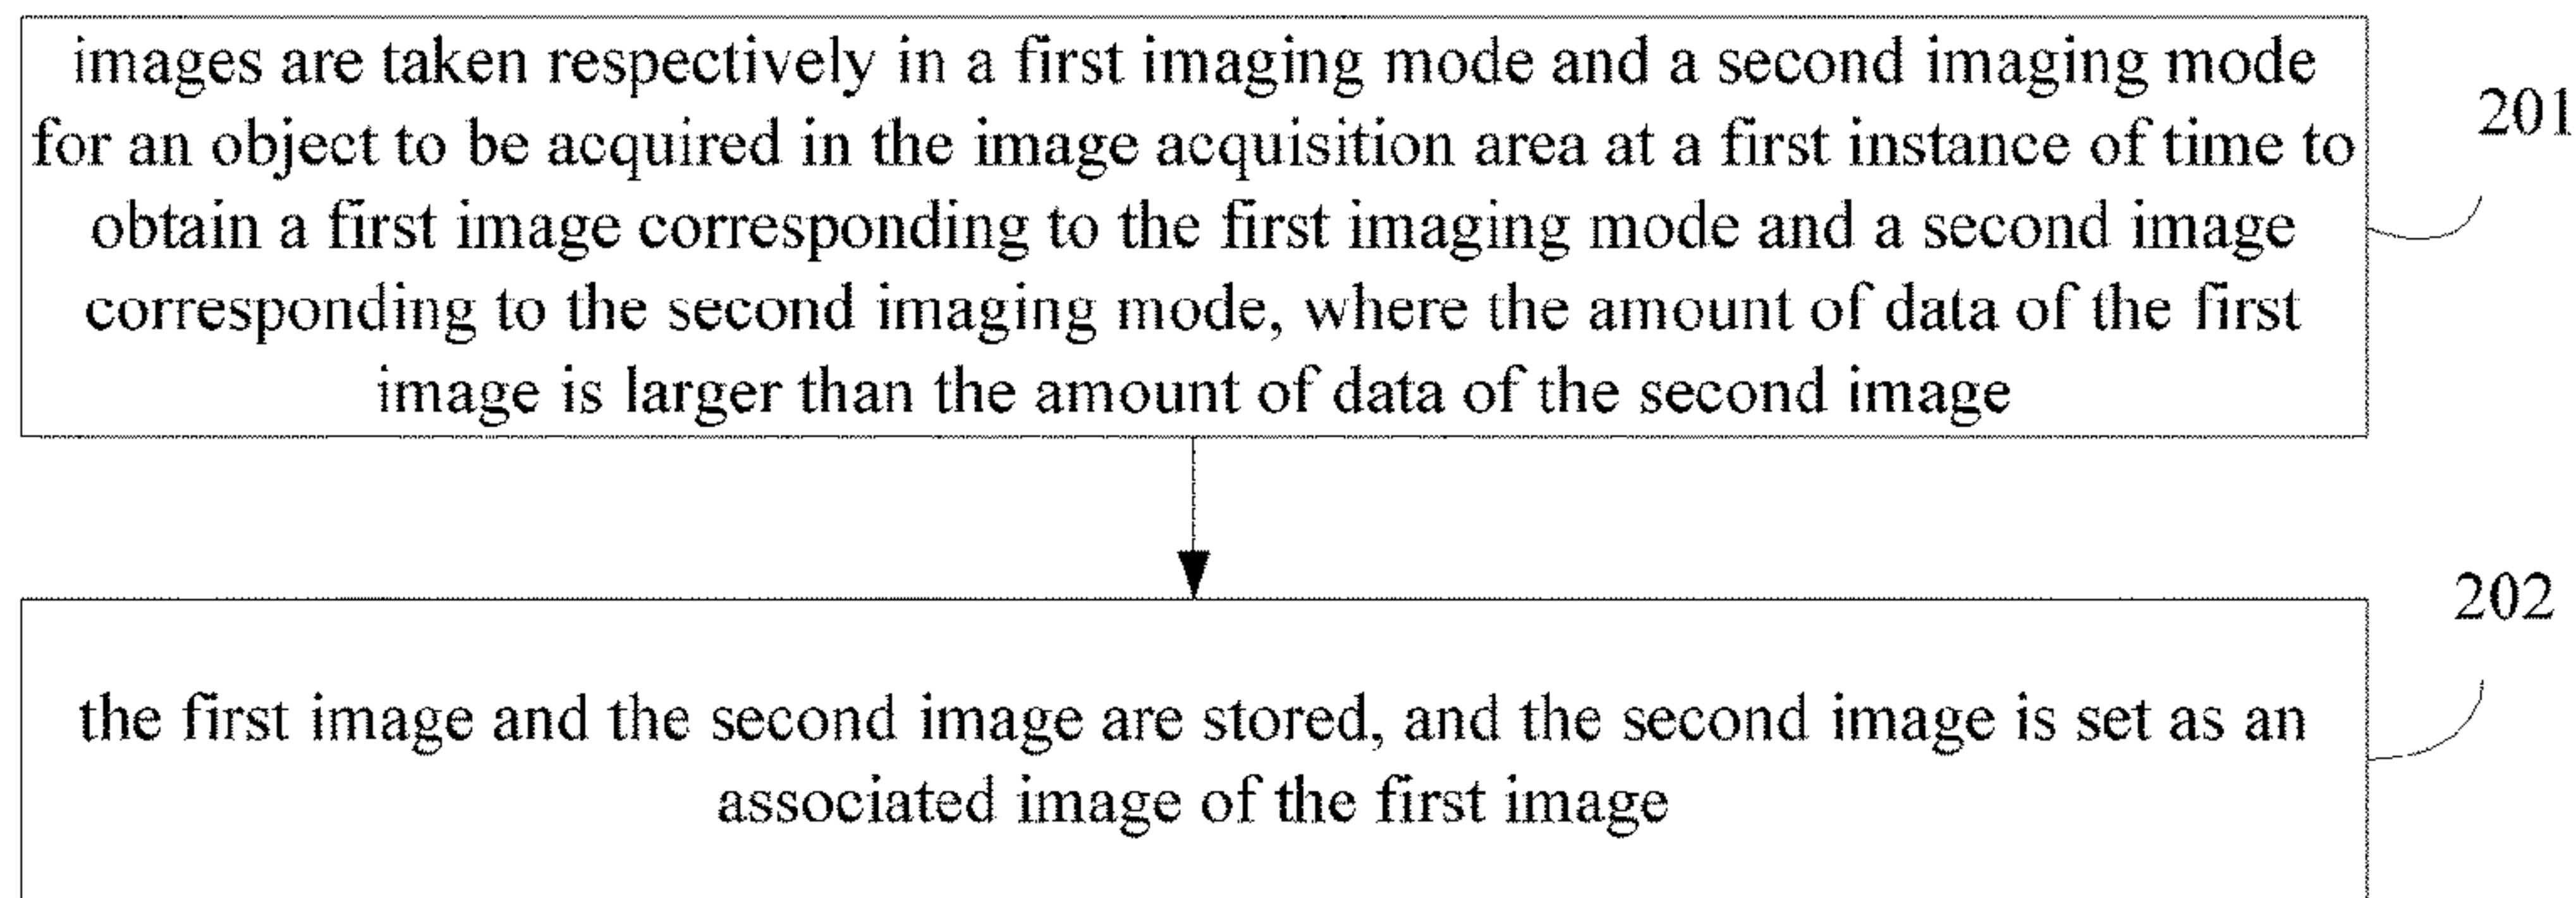 images are taken respectively in a first imaging mode and a second imaging mode
for an object to be acquired in the image acquisition area at a first instance of time to
obtain a first image corresponding to the first imaging mode and a second image
corresponding to the second imaging mode, where the amount of data of the first
image is larger than the amount of data of the second image
201
the first image and the second image are stored, and the second image is set as an
associated image of the first image
202